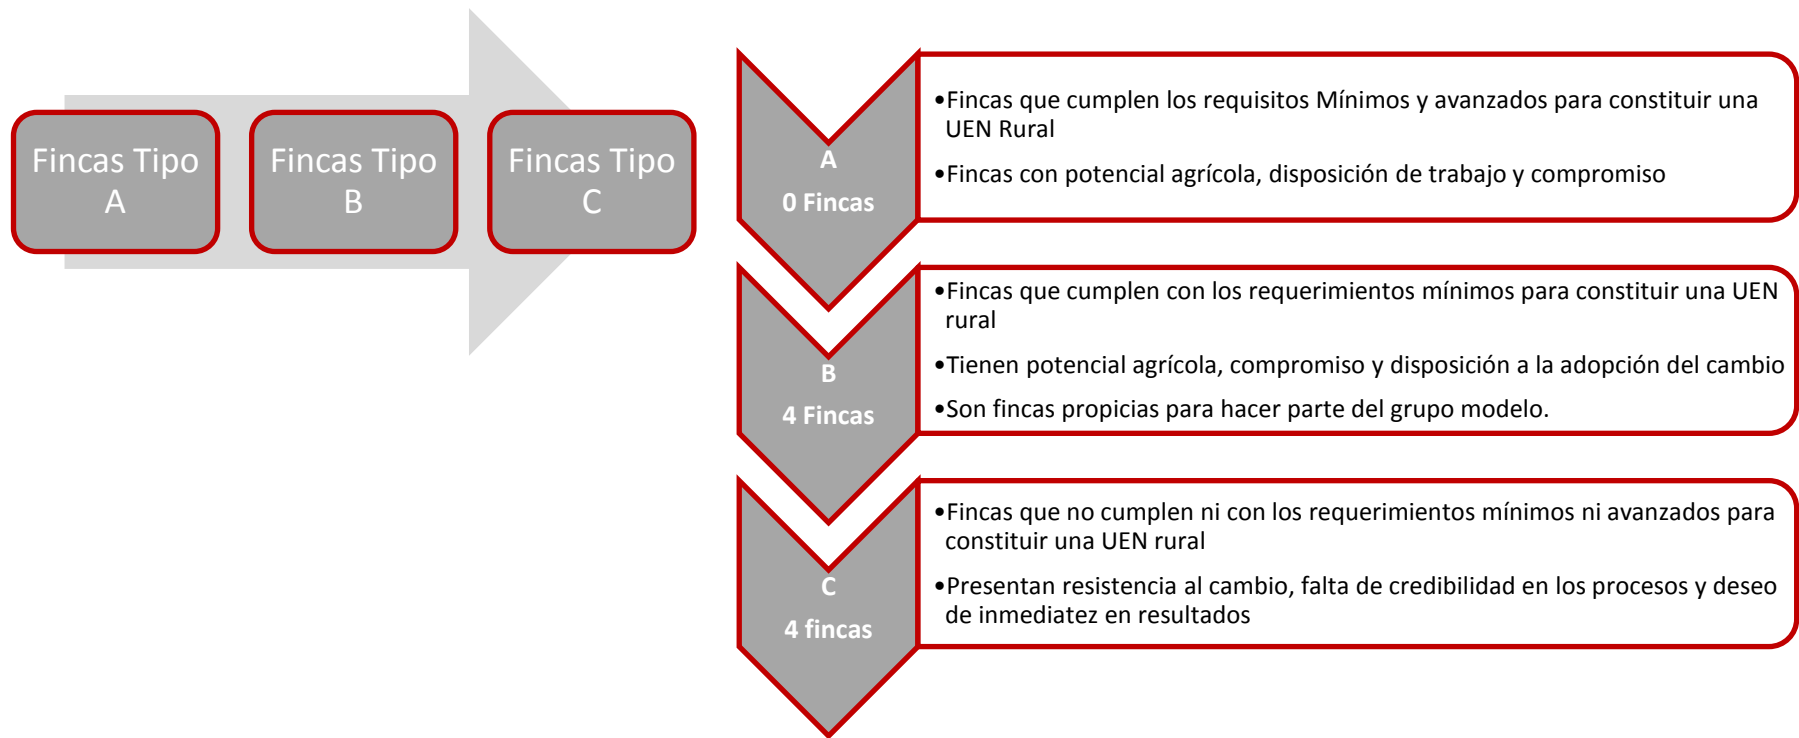 Fincas Tipo
A
Fincas Tipo
B
Fincas Tipo
C
A
0 Fincas
•Fincas que cumplen los requisitos Mínimos y avanzados para constituir una
UEN Rural
•Fincas con potencial agrícola, disposición de trabajo y compromiso
B
4 Fincas
•Fincas que cumplen con los requerimientos mínimos para constituir una UEN
rural
•Tienen potencial agrícola, compromiso y disposición a la adopción del cambio
•Son fincas propicias para hacer parte del grupo modelo.
C
4 fincas
•Fincas que no cumplen ni con los requerimientos mínimos ni avanzados para
constituir una UEN rural
•Presentan resistencia al cambio, falta de credibilidad en los procesos y deseo
de inmediatez en resultados